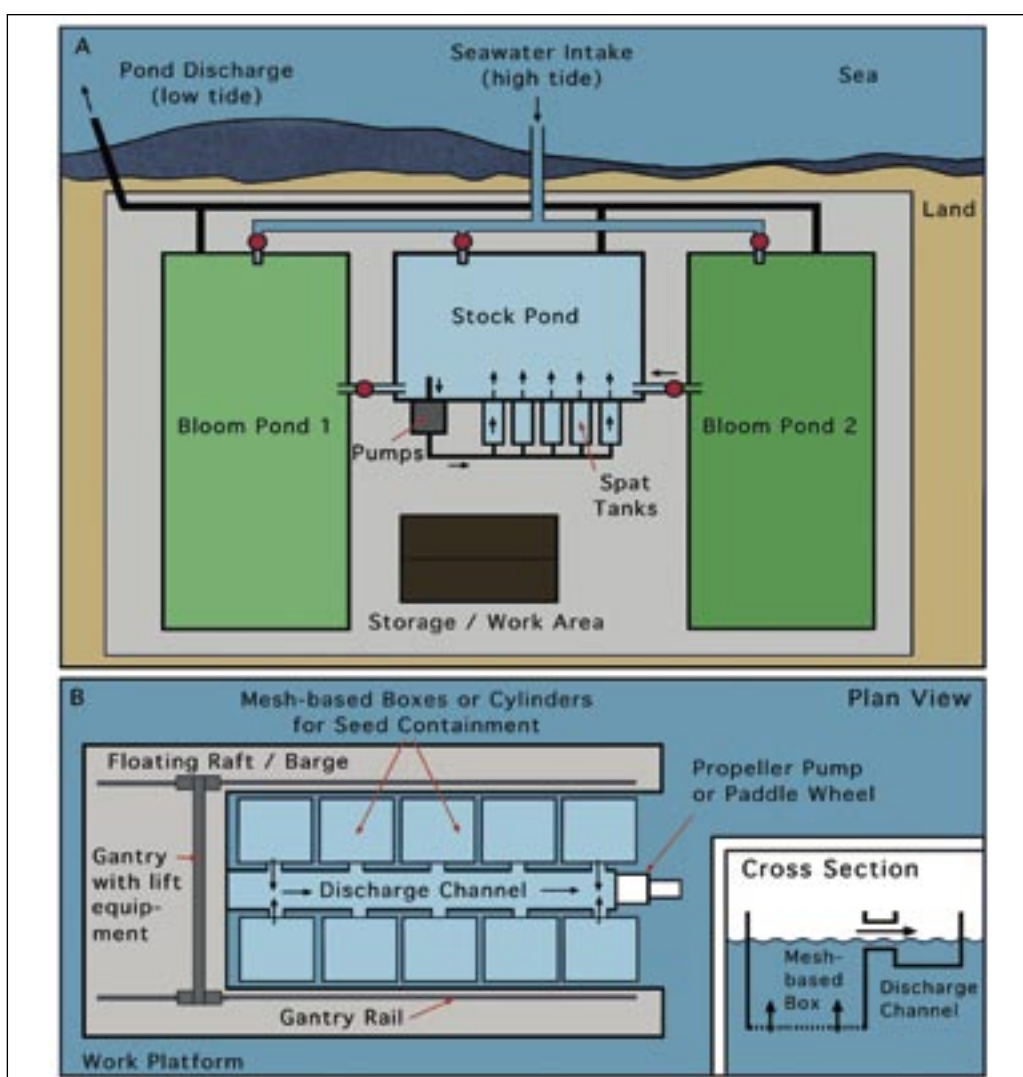 A
Pond Discharge
(low tide)
Seawater Intake
(high tide)
Sea
Land
Stock Pond
Bloom Pond 1
Bloom Pond 2
Pumps
Spat
Tanks
Storage / Work Area
B
Mesh-based Boxes or Cylinders
for Seed Containment
Plan View
Floating Raft / Barge
Propeller Pump
or Paddle Wheel
Gantry
with lift
equip-
ment
Discharge Channel
Gantry Rail
Work Platform
Cross Section
Mesh-
based
Box
Discharge
Channel